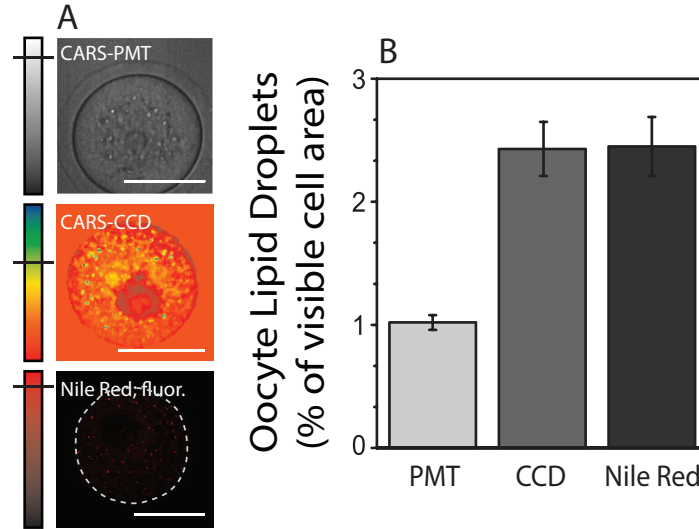 A
CARS-PMT
CARS-CCD
Nile Red; fluor.
B
Oocyte Lipid Droplets
(% of visible cell area)
3
2
1
0
PMT
CCD
Nile Red